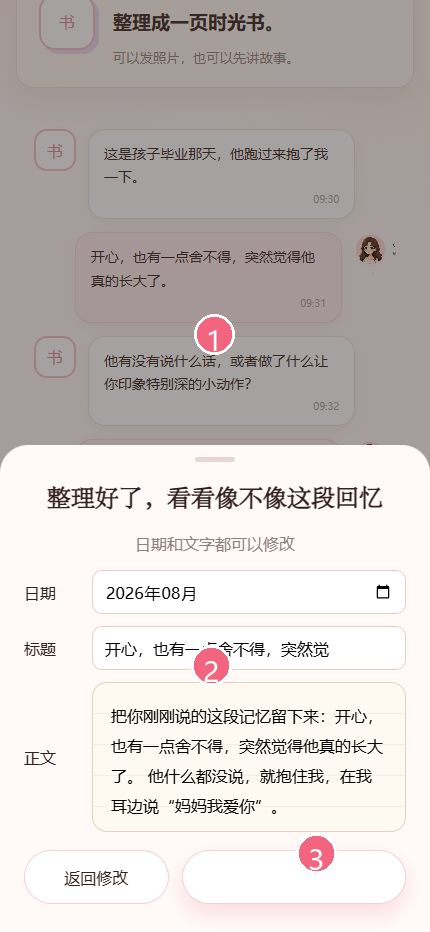 书
整理成一页时光书。
可以发照片，也可以先讲故事。
书
这是孩子毕业那天，他跑过来抱了我
一下。
09:30
开心，也有一点舍不得，突然觉得他
真的长大了。
09:31
1
书
他有没有说什么话，或者做了什么让
你印象特别深的小动作？
09:32
整理好了，看看像不像这段回忆
日期和文字都可以修改
日期
2026年08月
标题
开心，也有一点舍不得，突然觉
2
正文
把你刚刚说的这段记忆留下来：开心，
也有一点舍不得，突然觉得他真的长大
了。 他什么都没说，就抱住我，在我
耳边说“妈妈我爱你”。
3
返回修改